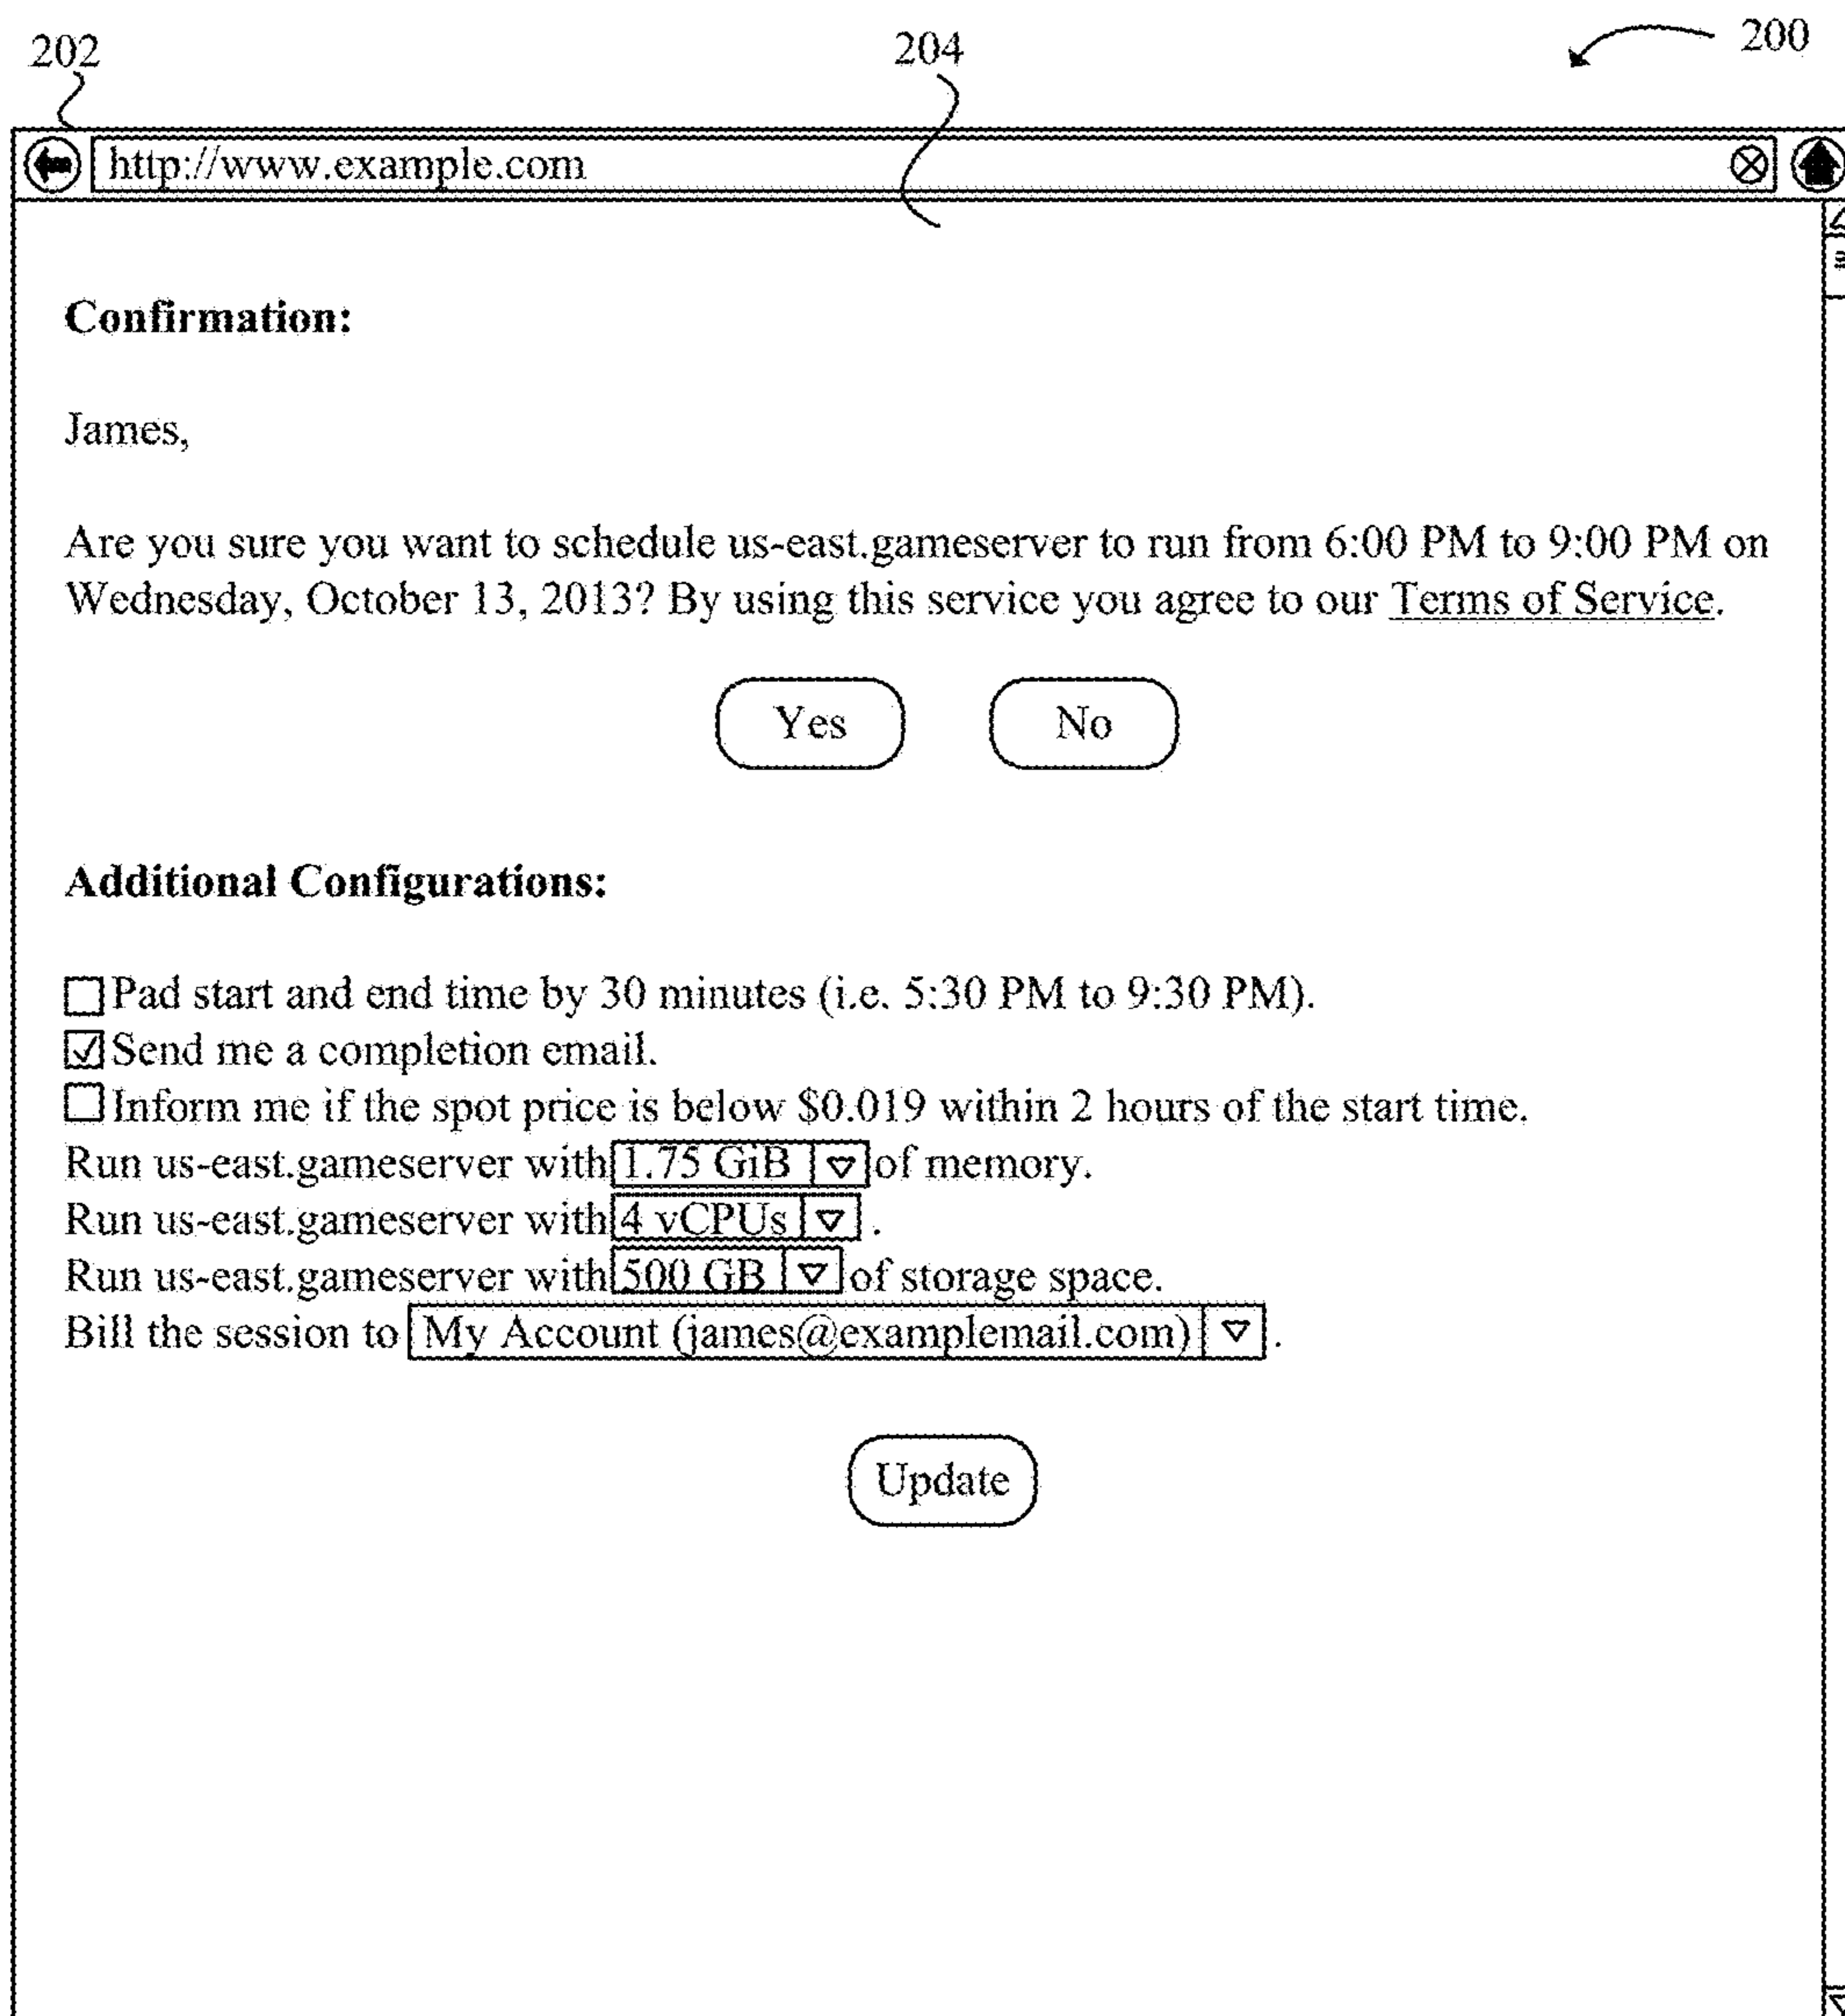 202 204 200
http://www.example.com
Confirmation:
James,
Are you sure you want to schedule us-east.gameserver to run from 6:00 PM to 9:00 PM on
Wednesday, October 13, 2013? By using this service you agree to our Terms of Service.
Yes No
Additional Configurations:
Pad start and end time by 30 minutes (i.e. 5:30 PM to 9:30 PM).
Send me a completion email.
Inform me if the spot price is below $0.019 within 2 hours of the start time.
Run us-east.gameserver with 1.75 GiB of memory.
Run us-east.gameserver with 4 vCPUs .
Run us-east.gameserver with 500 GB of storage space.
Bill the session to My Account (james@examplemail.com) .
Update